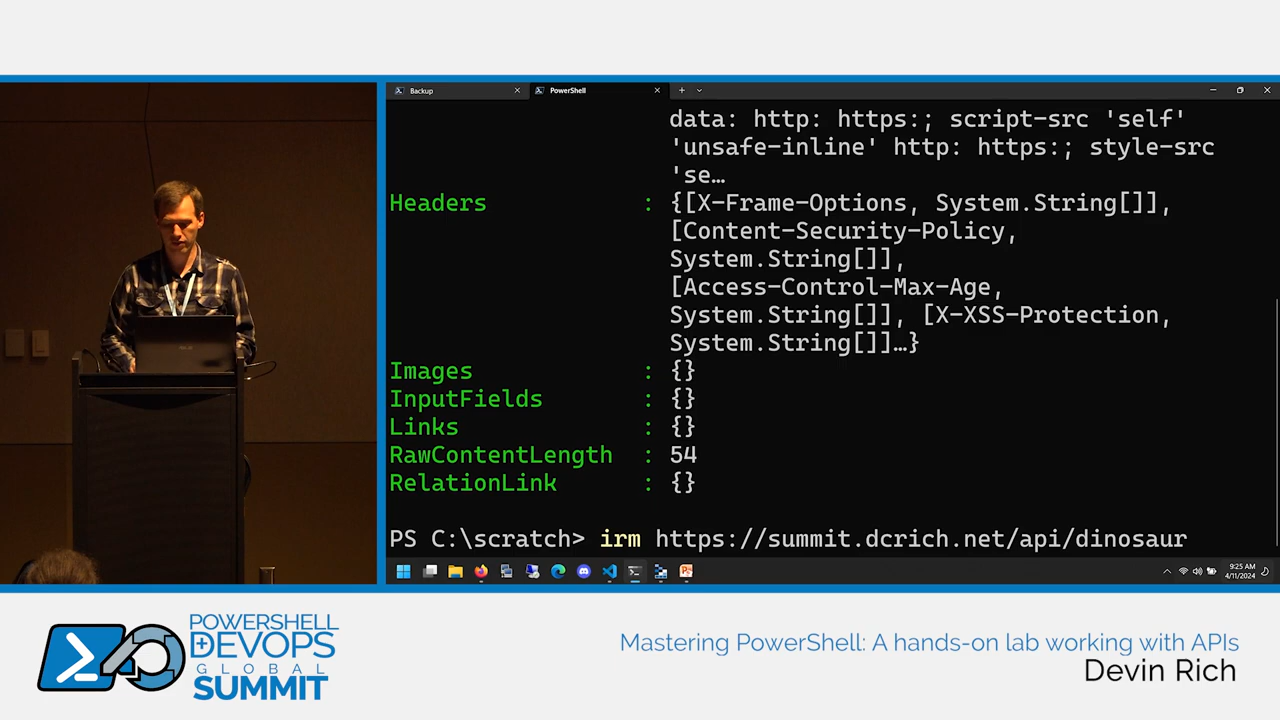 Backup
PowerShell
data: http: https:; script-src 'self'
'unsafe-inline' http: https:; style-src
'se…
Headers : {[X-Frame-Options, System.String[]],
[Content-Security-Policy,
System.String[]],
[Access-Control-Max-Age,
System.String[]], [X-XSS-Protection,
System.String[]]…}
Images : {}
InputFields : {}
Links : {}
RawContentLength : 54
RelationLink : {}
PS C:\scratch> irm https://summit.dcrich.net/api/dinosaur
9:25 AM
4/11/2024
POWERSHELL
DEVOPS
GLOBAL
SUMMIT
Mastering PowerShell: A hands-on lab working with APIs
Devin Rich